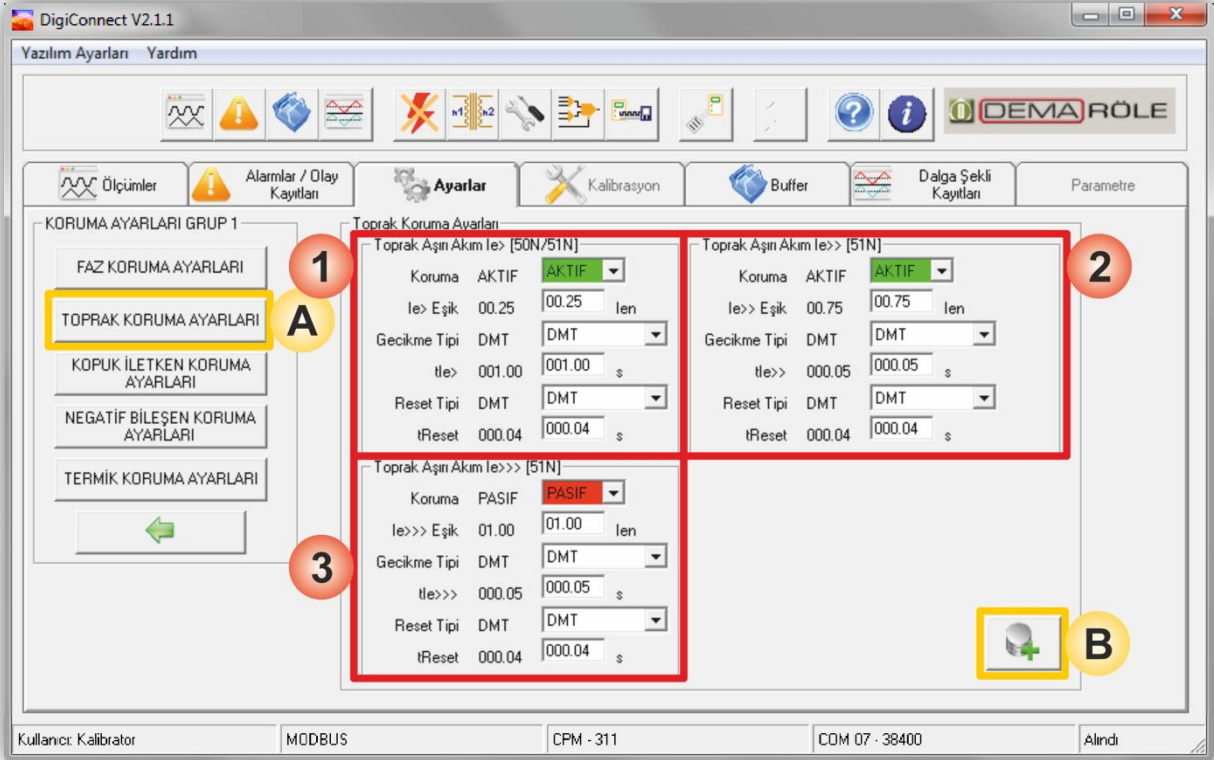 DigiConnect V2.1.1
Yazılım Ayarları Yardım
n1 n2
DEMA RÖLE
Ölçümler
Alarmlar / Olay
Kayıtları
Ayarlar
Kalibrasyon
Buffer
Dalga Şekli
Kayıtları
Parametre
KORUMA AYARLARI GRUP 1
FAZ KORUMA AYARLARI
TOPRAK KORUMA AYARLARI
A
KOPUK İLETKEN KORUMA
AYARLARI
NEGATİF BİLEŞEN KORUMA
AYARLARI
TERMİK KORUMA AYARLARI
Toprak Koruma Ayarları
1
Toprak Aşırı Akım Ie> [50N/51N]
Koruma AKTIF AKTIF
Ie> Eşik 00.25 00.25 Ien
Gecikme Tipi DMT DMT
tIe> 001.00 001.00 s
Reset Tipi DMT DMT
tReset 000.04 000.04 s
2
Toprak Aşırı Akım Ie>> [51N]
Koruma AKTIF AKTIF
Ie>> Eşik 00.75 00.75 Ien
Gecikme Tipi DMT DMT
tIe>> 000.05 000.05 s
Reset Tipi DMT DMT
tReset 000.04 000.04 s
3
Toprak Aşırı Akım Ie>>> [51N]
Koruma PASIF PASIF
Ie>>> Eşik 01.00 01.00 Ien
Gecikme Tipi DMT DMT
tIe>>> 000.05 000.05 s
Reset Tipi DMT DMT
tReset 000.04 000.04 s
B
Kullanıcı: Kalibrator MODBUS CPM - 311 COM 07 - 38400 Alındı